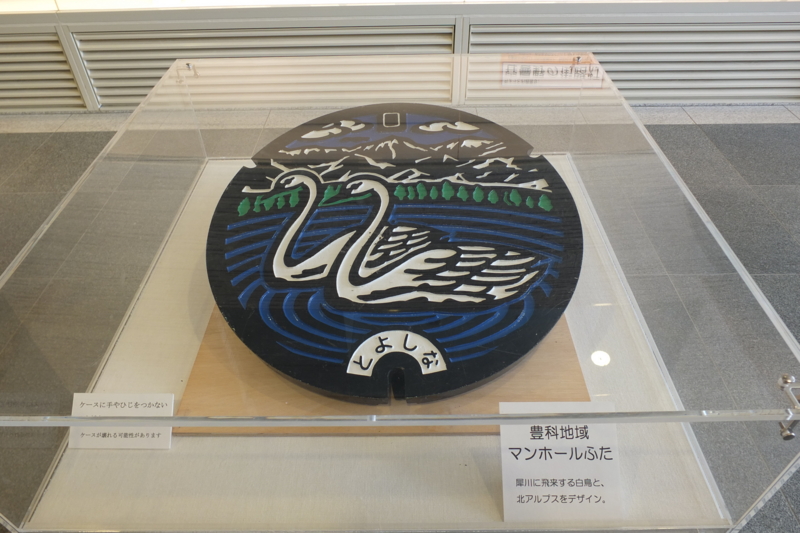 とよしな
ケースに手やひじをつかない
ケースが壊れる可能性があります
豊科地域
マンホールふた
犀川に飛来する白鳥と、
北アルプスをデザイン。